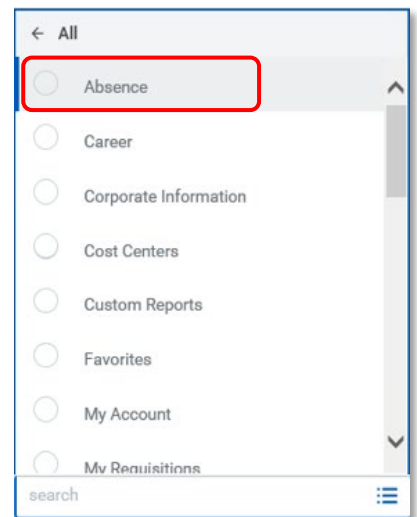 ← All
Absence
Career
Corporate Information
Cost Centers
Custom Reports
Favorites
My Account
My Requisitions
search